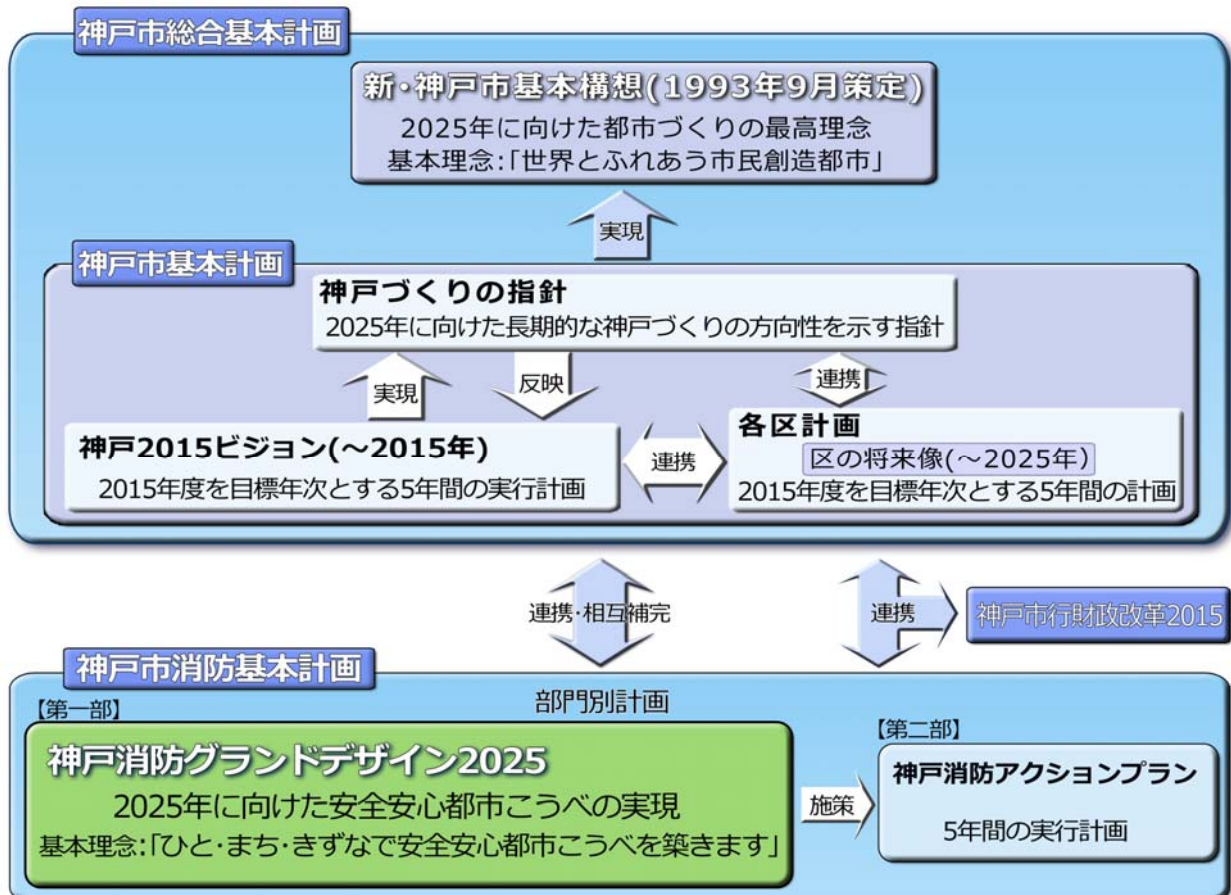 神戸市総合基本計画
新・神戸市基本構想(1993年9月策定)
2025年に向けた都市づくりの最高理念
基本理念:「世界とふれあう市民創造都市」
実現
神戸市基本計画
神戸づくりの指針
2025年に向けた長期的な神戸づくりの方向性を示す指針
実現
反映
連携
神戸2015ビジョン(～2015年)
2015年度を目標年次とする5年間の実行計画
連携
各区計画
区の将来像(～2025年)
2015年度を目標年次とする5年間の計画
連携・相互補完
連携
神戸市行財政改革2015
神戸市消防基本計画
部門別計画
【第一部】
神戸消防グランドデザイン2025
2025年に向けた安全安心都市こうべの実現
基本理念:「ひと・まち・きずなで安全安心都市こうべを築きます」
施策
【第二部】
神戸消防アクションプラン
5年間の実行計画